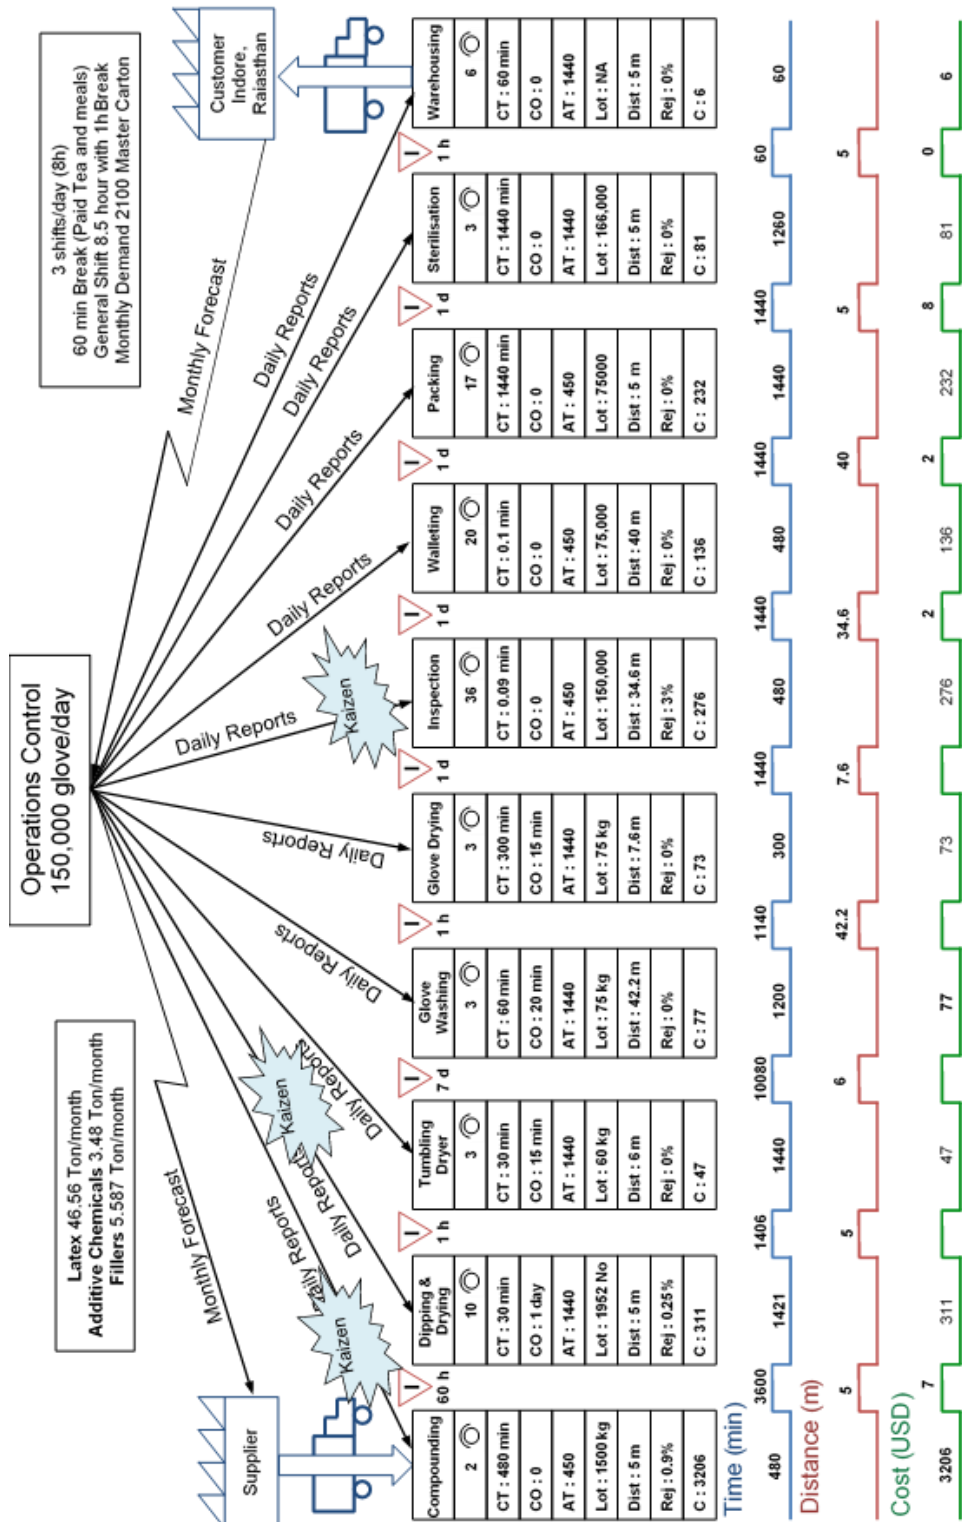 Operations Control
150,000 glove/day
Latex 46.56 Ton/month
Additive Chemicals 3.48 Ton/month
Fillers 5.587 Ton/month
3 shifts/day (8h)
60 min Break (Paid Tea and meals)
General Shift 8.5 hour with 1h Break
Monthly Demand 2100 Master Carton
Supplier
Monthly Forecast
Monthly Forecast
Customer
Indore,
Raiasthan
Daily Reports
Daily Reports
Daily Reports
Daily Reports
Daily Reports
Daily Reports
Daily Reports
Daily Reports
Daily Reports
Daily Reports
Kaizen
Kaizen
Kaizen
Compounding
2
CT : 480 min
CO : 0
AT : 450
Lot : 1500 kg
Dist : 5 m
Rej : 0.9%
C : 3206
I
60 h
Dipping &
Drying
10
CT : 30 min
CO : 1 day
AT : 1440
Lot : 1952 No
Dist : 5 m
Rej : 0.25%
C : 311
I
1 h
Tumbling
Dryer
3
CT : 30 min
CO : 15 min
AT : 1440
Lot : 60 kg
Dist : 6 m
Rej : 0%
C : 47
I
7 d
Glove
Washing
3
CT : 60 min
CO : 20 min
AT : 1440
Lot : 75 kg
Dist : 42.2 m
Rej : 0%
C : 77
I
1 h
Glove Drying
3
CT : 300 min
CO : 15 min
AT : 1440
Lot : 75 kg
Dist : 7.6 m
Rej : 0%
C : 73
I
1 d
Inspection
36
CT : 0.09 min
CO : 0
AT : 450
Lot : 150,000
Dist : 34.6 m
Rej : 3%
C : 276
I
1 d
Walleting
20
CT : 0.1 min
CO : 0
AT : 450
Lot : 75,000
Dist : 40 m
Rej : 0%
C : 136
I
1 d
Packing
17
CT : 1440 min
CO : 0
AT : 450
Lot : 75000
Dist : 5 m
Rej : 0%
C : 232
I
1 d
Sterilisation
3
CT : 1440 min
CO : 0
AT : 1440
Lot : 166,000
Dist : 5 m
Rej : 0%
C : 81
I
1 h
Warehousing
6
CT : 60 min
CO : 0
AT : 1440
Lot : NA
Dist : 5 m
Rej : 0%
C : 6
Time (min)
480 3600 1421 1406 1440 10080 1200 1140 300 1440 480 1440 480 1440 1440 1440 1260 60 60
Distance (m)
5 5 6 42.2 7.6 34.6 40 5 5
Cost (USD)
3206 7 311 47 77 73 276 2 136 2 232 8 81 0 6